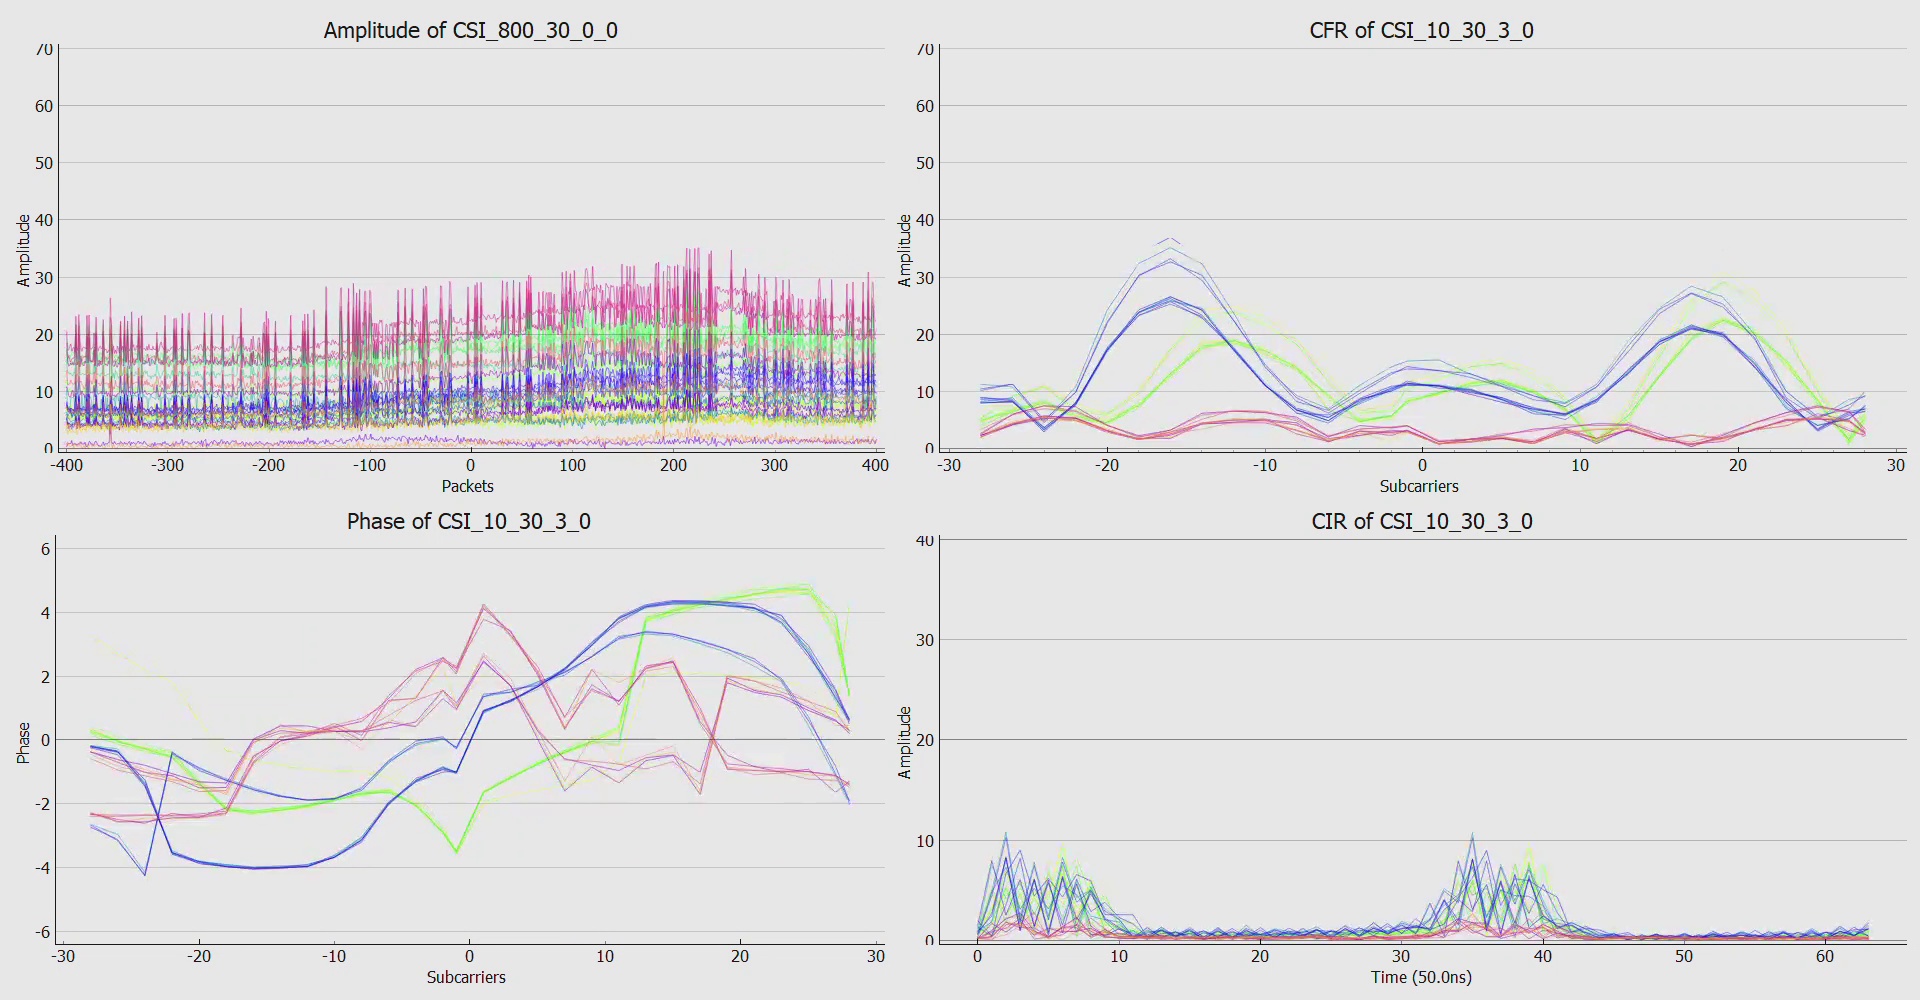 Amplitude of CSI_800_30_0_0
70
60
50
40
30
20
10
0
Amplitude
-400 -300 -200 -100 0 100 200 300 400
Packets
CFR of CSI_10_30_3_0
70
60
50
40
30
20
10
0
Amplitude
-30 -20 -10 0 10 20 30
Subcarriers
Phase of CSI_10_30_3_0
6
4
2
0
-2
-4
-6
Phase
-30 -20 -10 0 10 20 30
Subcarriers
CIR of CSI_10_30_3_0
40
30
20
10
0
Amplitude
0 10 20 30 40 50 60
Time (50.0ns)